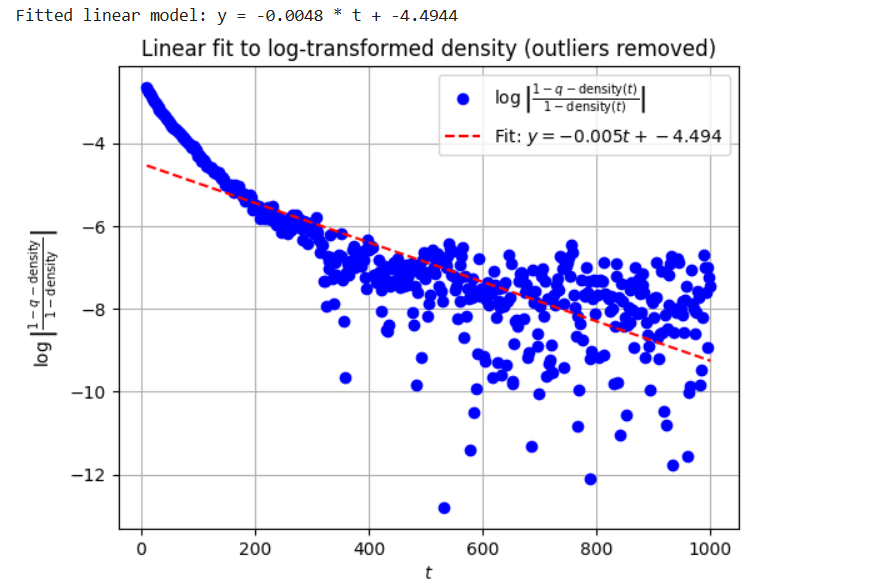 Fitted linear model: y = -0.0048 * t + -4.4944
Linear fit to log-transformed density (outliers removed)
log |(1 − q − density(t))/(1 − density(t))|
Fit: y = −0.005t + −4.494
log |(1 − q − density)/(1 − density)|
−4
−6
−8
−10
−12
0 200 400 600 800 1000
t